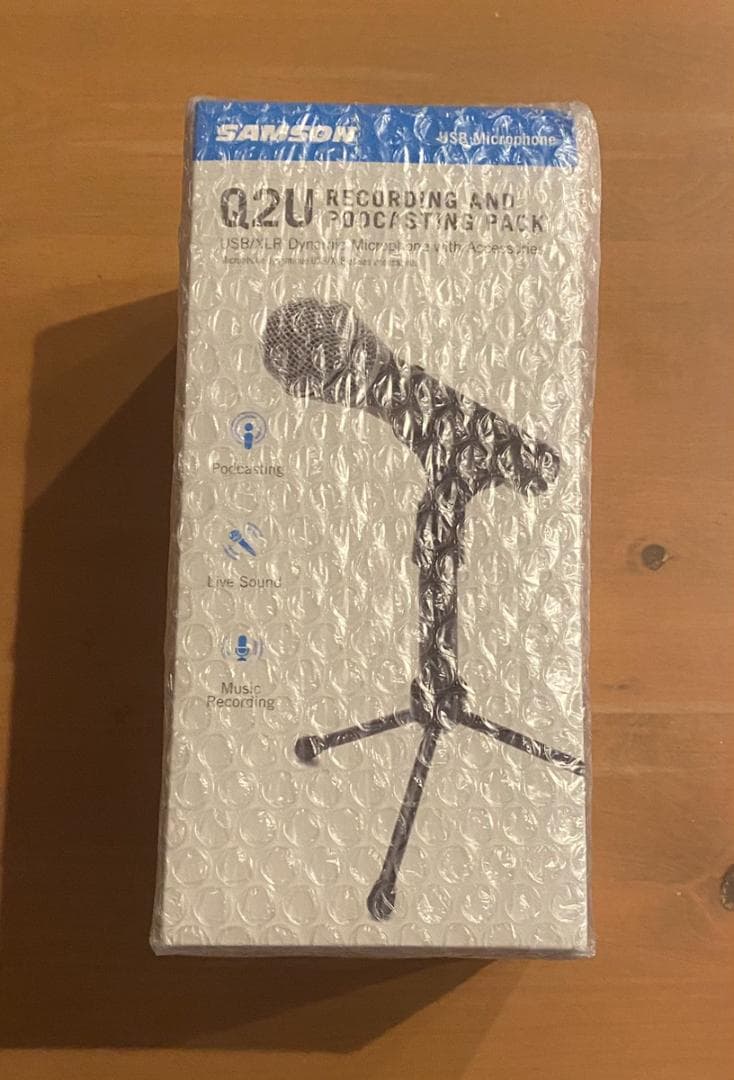 SAMSON
USB Microphone
Q2U RECORDING AND
PODCASTING PACK
USB/XLR Dynamic Microphone with Accessories
Podcasting
Live Sound
Music
Recording